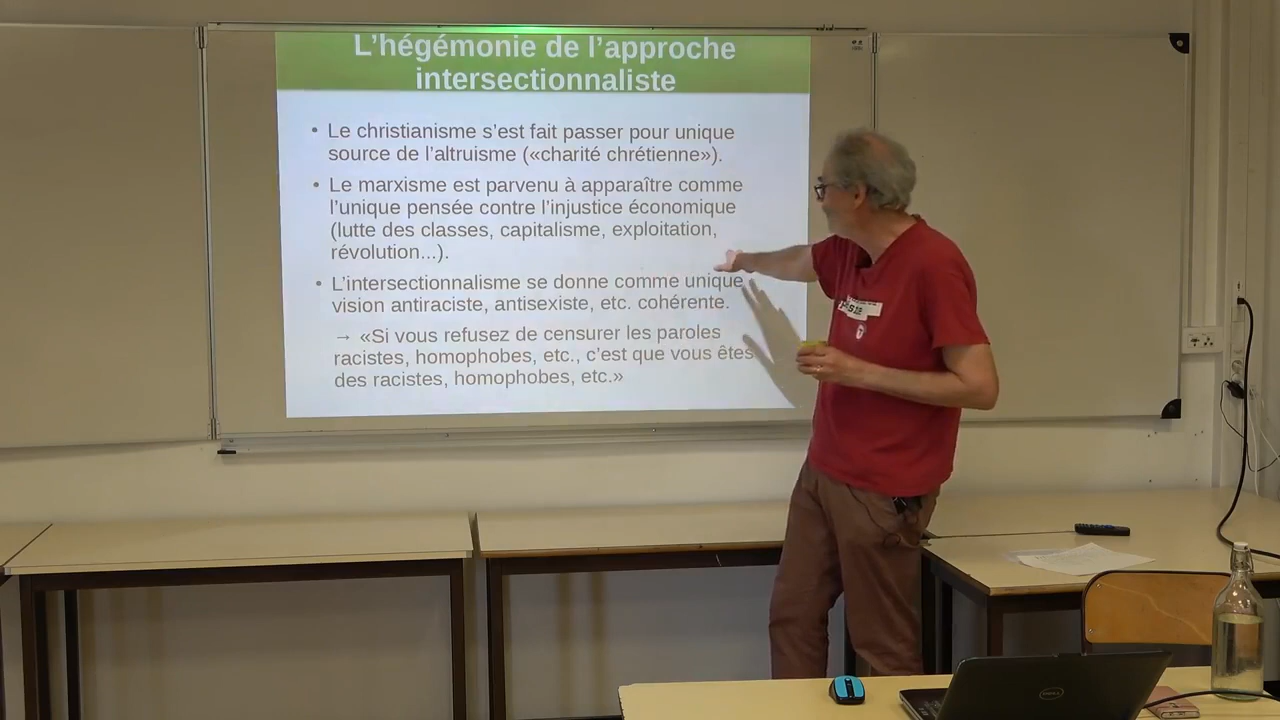 L'hégémonie de l'approche
intersectionnaliste
• Le christianisme s'est fait passer pour unique
source de l'altruisme («charité chrétienne»).
• Le marxisme est parvenu à apparaître comme
l'unique pensée contre l'injustice économique
(lutte des classes, capitalisme, exploitation,
révolution...).
• L'intersectionnalisme se donne comme unique
vision antiraciste, antisexiste, etc. cohérente.
→ «Si vous refusez de censurer les paroles
racistes, homophobes, etc., c'est que vous êtes
des racistes, homophobes, etc.»
DELL